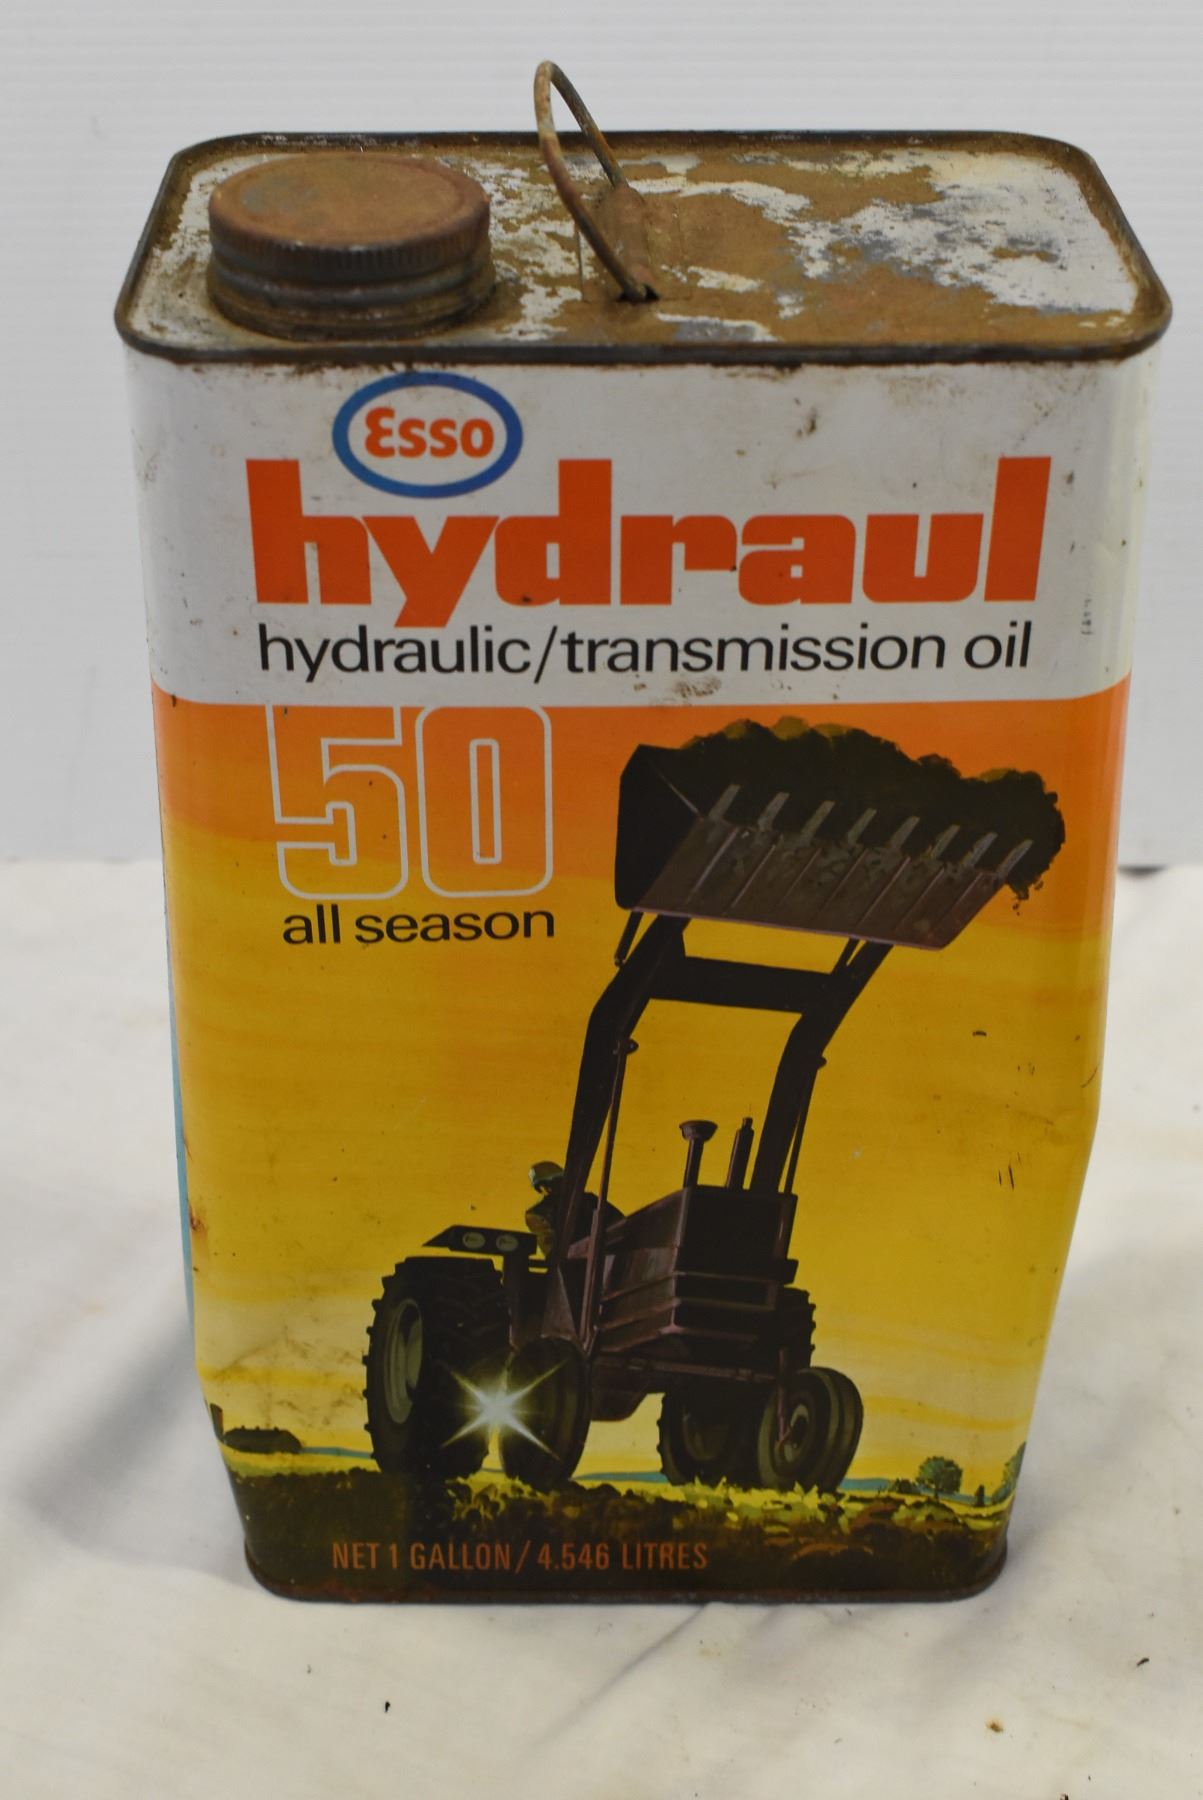 Esso
hydraul
hydraulic/transmission oil
50
all season
NET 1 GALLON/4.546 LITRES